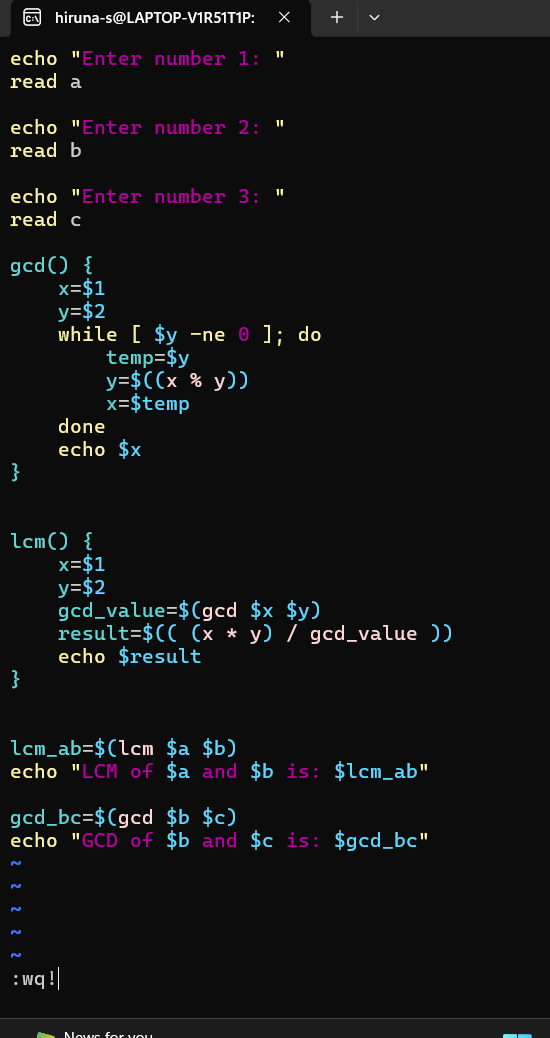 hiruna-s@LAPTOP-V1R51T1P:
echo "Enter number 1: "
read a
echo "Enter number 2: "
read b
echo "Enter number 3: "
read c
gcd() {
    x=$1
    y=$2
    while [ $y -ne 0 ]; do
        temp=$y
        y=$((x % y))
        x=$temp
    done
    echo $x
}
lcm() {
    x=$1
    y=$2
    gcd_value=$(gcd $x $y)
    result=$(( (x * y) / gcd_value ))
    echo $result
}
lcm_ab=$(lcm $a $b)
echo "LCM of $a and $b is: $lcm_ab"
gcd_bc=$(gcd $b $c)
echo "GCD of $b and $c is: $gcd_bc"
~
~
~
~
~
:wq!
News for you